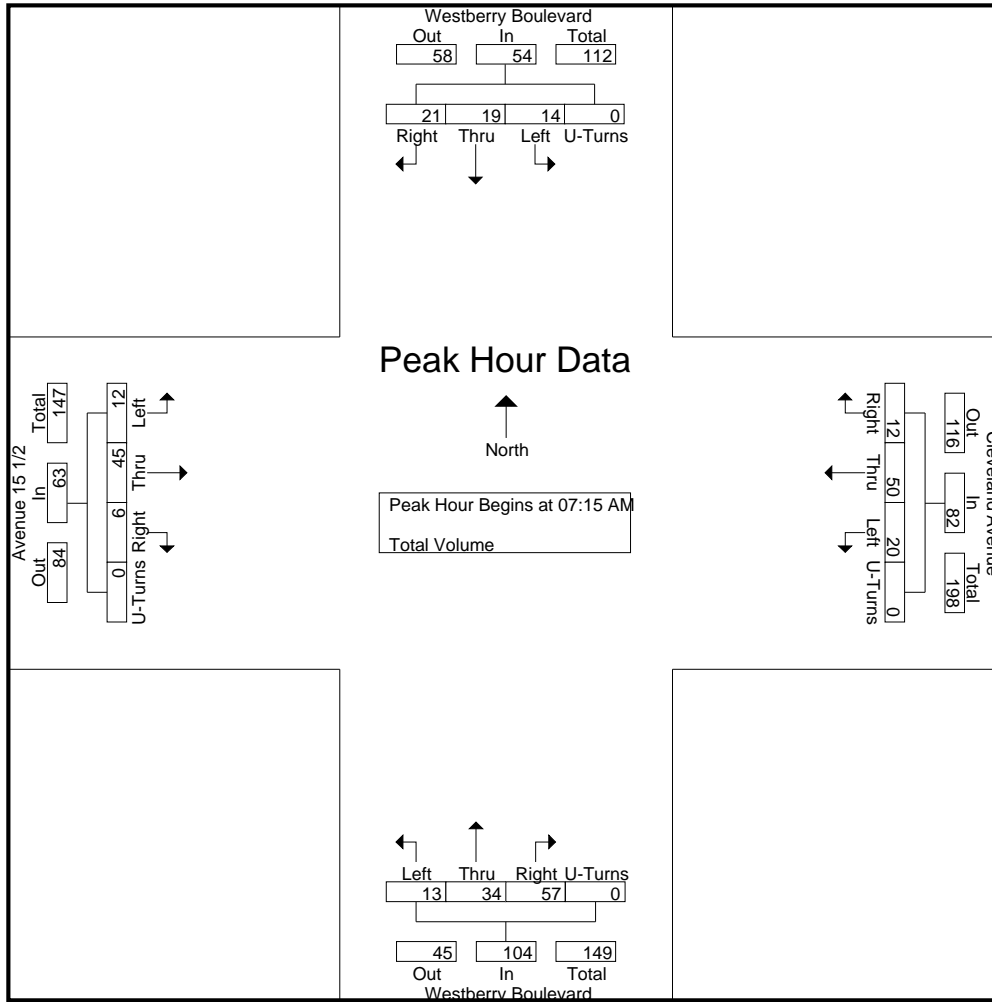 Westberry Boulevard
Out In Total
58 54 112
21 19 14 0
Right Thru Left U-Turns
Peak Hour Data
North
Peak Hour Begins at 07:15 AM
Total Volume
Avenue 15 1/2
Out In Total
84 63 147
0 6 45 12
U-Turns Right Thru Left
Cleveland Avenue
Out In Total
116 82 198
12 50 20 0
Right Thru Left U-Turns
Left Thru Right U-Turns
13 34 57 0
45 104 149
Out In Total
Westberry Boulevard